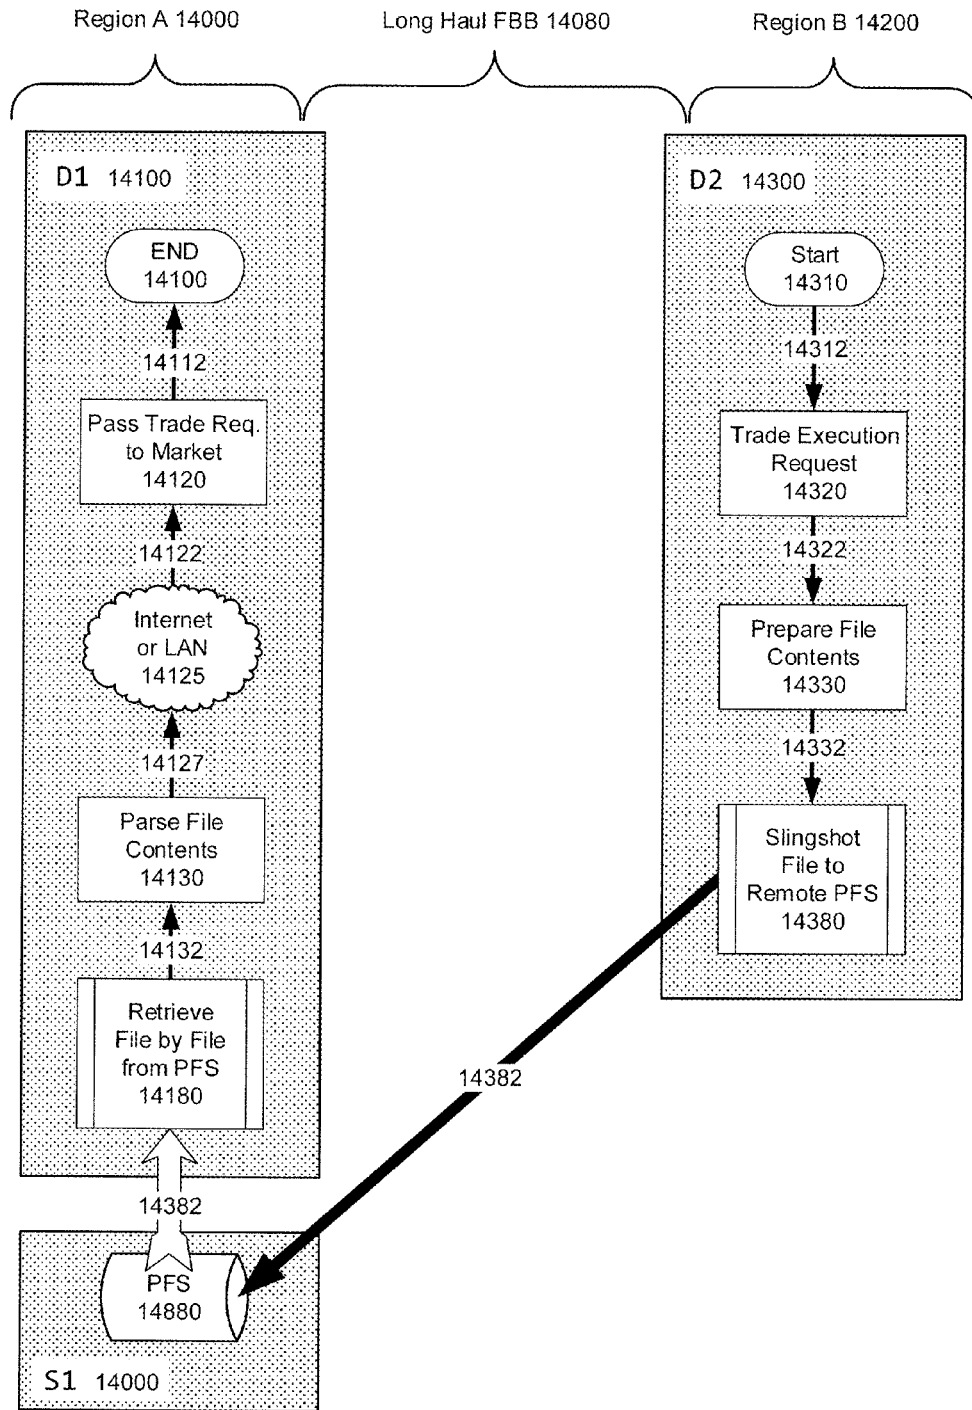 Region A 14000
Long Haul FBB 14080
Region B 14200
D1 14100
END
14100
14112
Pass Trade Req.
to Market
14120
14122
Internet
or LAN
14125
14127
Parse File
Contents
14130
14132
Retrieve
File by File
from PFS
14180
14382
PFS
14880
S1 14000
14382
D2 14300
Start
14310
14312
Trade Execution
Request
14320
14322
Prepare File
Contents
14330
14332
Slingshot
File to
Remote PFS
14380